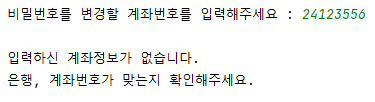 비밀번호를 변경할 계좌번호를 입력해주세요 : 24123556
입력하신 계좌정보가 없습니다.
은행, 계좌번호가 맞는지 확인해주세요.